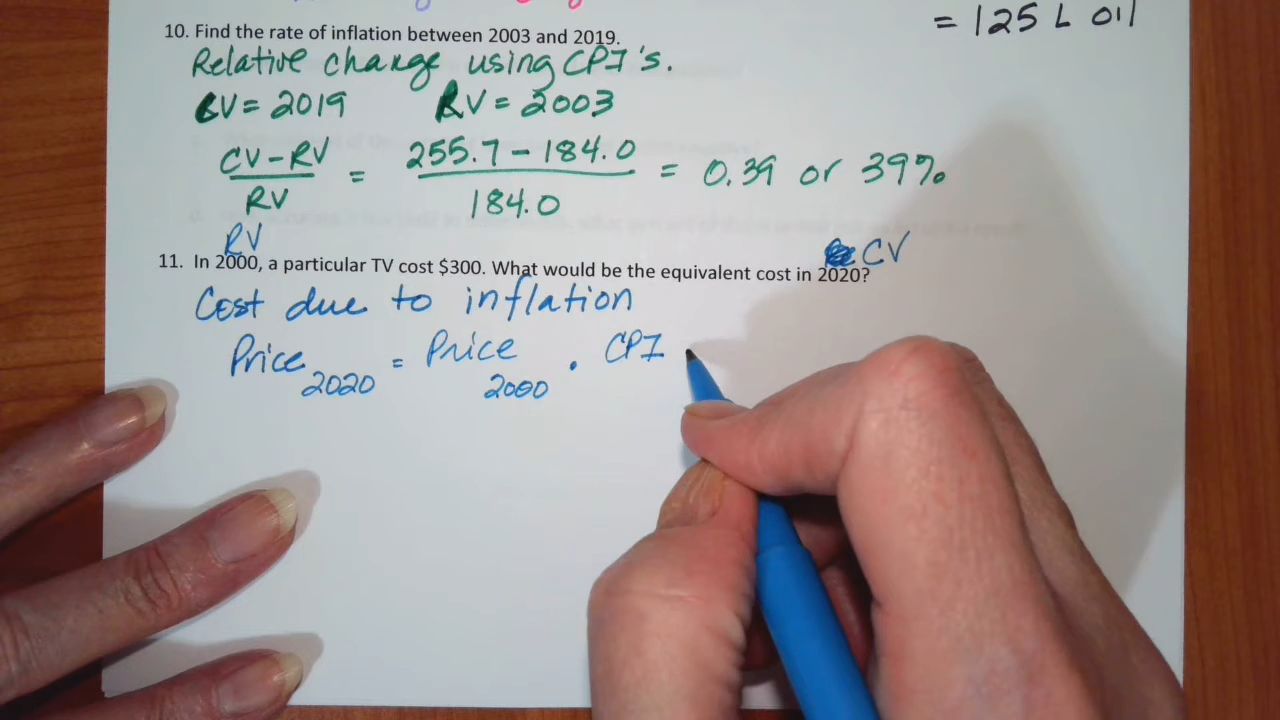 = 125 L oil
10. Find the rate of inflation between 2003 and 2019.
Relative change using CPI's.
CV = 2019 RV = 2003
CV - RV / RV = 255.7 - 184.0 / 184.0 = 0.39 or 39%
RV CV
11. In 2000, a particular TV cost $300. What would be the equivalent cost in 2020?
Cost due to inflation
Price 2020 = Price 2000 . CPI